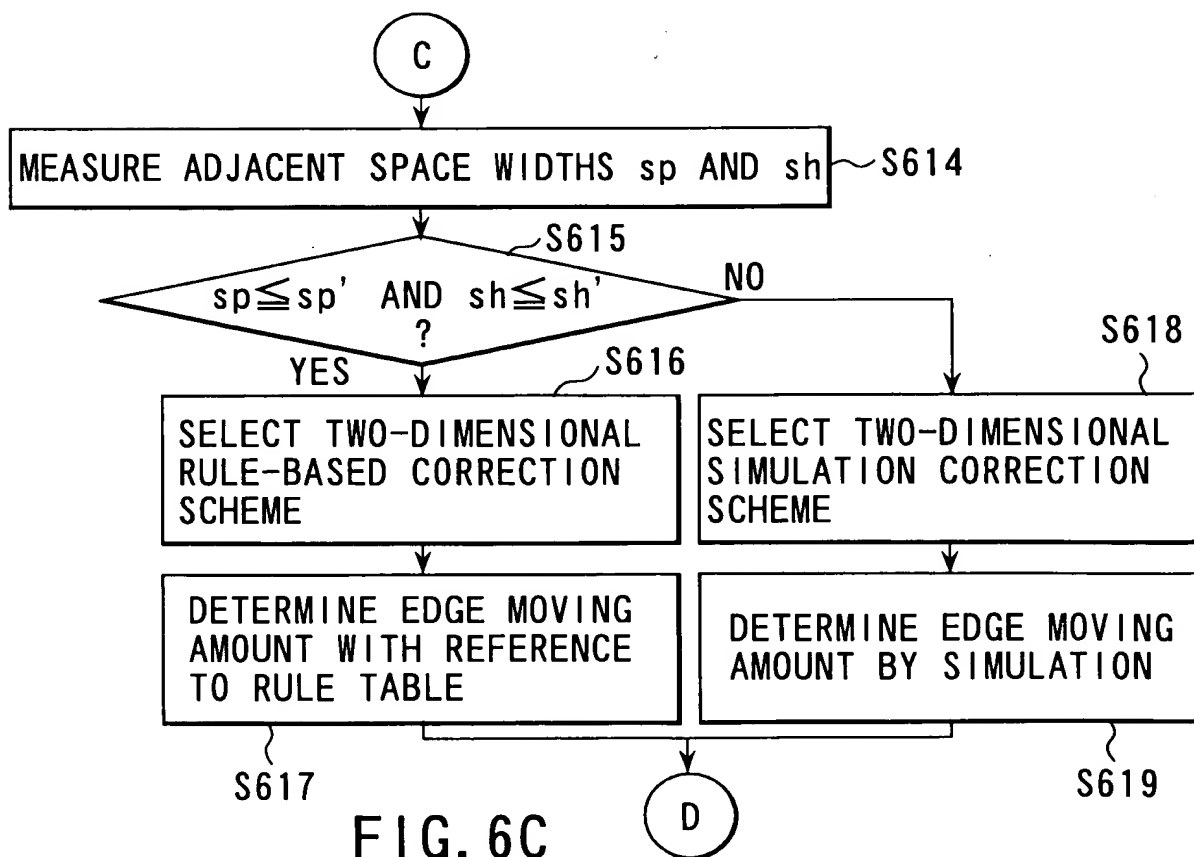 C
MEASURE ADJACENT SPACE WIDTHS sp AND sh
S614
S615
sp≦sp' AND sh≦sh'
?
NO
YES
S616
S618
SELECT TWO-DIMENSIONAL
RULE-BASED CORRECTION
SCHEME
SELECT TWO-DIMENSIONAL
SIMULATION CORRECTION
SCHEME
DETERMINE EDGE MOVING
AMOUNT WITH REFERENCE
TO RULE TABLE
DETERMINE EDGE MOVING
AMOUNT BY SIMULATION
S617
S619
D
FIG. 6C